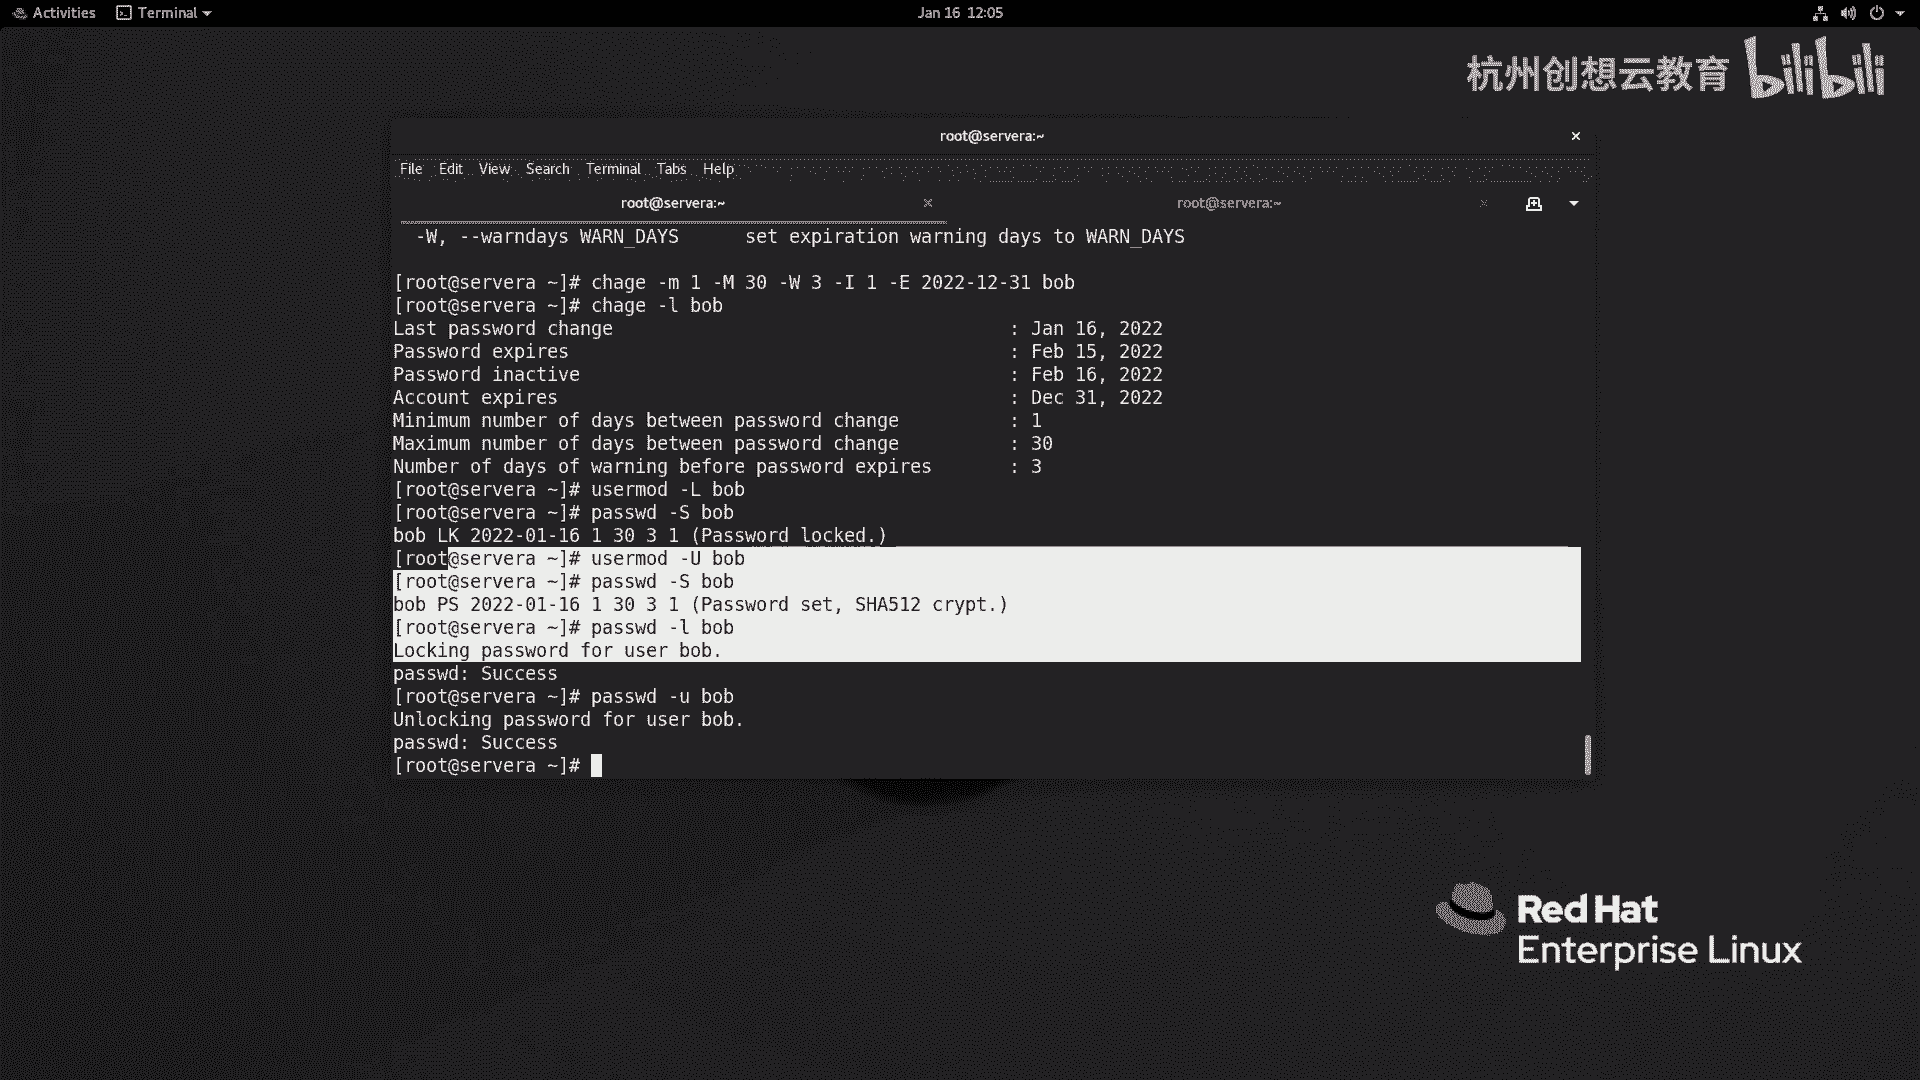 Activities Terminal Jan 16 12:05
杭州创想云教育 bilibili
root@servera:~
File Edit View Search Terminal Tabs Help
root@servera:~ root@servera:~
-W, --warndays WARN_DAYS set expiration warning days to WARN_DAYS
[root@servera ~]# chage -m 1 -M 30 -W 3 -I 1 -E 2022-12-31 bob
[root@servera ~]# chage -l bob
Last password change : Jan 16, 2022
Password expires : Feb 15, 2022
Password inactive : Feb 16, 2022
Account expires : Dec 31, 2022
Minimum number of days between password change : 1
Maximum number of days between password change : 30
Number of days of warning before password expires : 3
[root@servera ~]# usermod -L bob
[root@servera ~]# passwd -S bob
bob LK 2022-01-16 1 30 3 1 (Password locked.)
[root@servera ~]# usermod -U bob
[root@servera ~]# passwd -S bob
bob PS 2022-01-16 1 30 3 1 (Password set, SHA512 crypt.)
[root@servera ~]# passwd -l bob
Locking password for user bob.
passwd: Success
[root@servera ~]# passwd -u bob
Unlocking password for user bob.
passwd: Success
[root@servera ~]#
Red Hat
Enterprise Linux